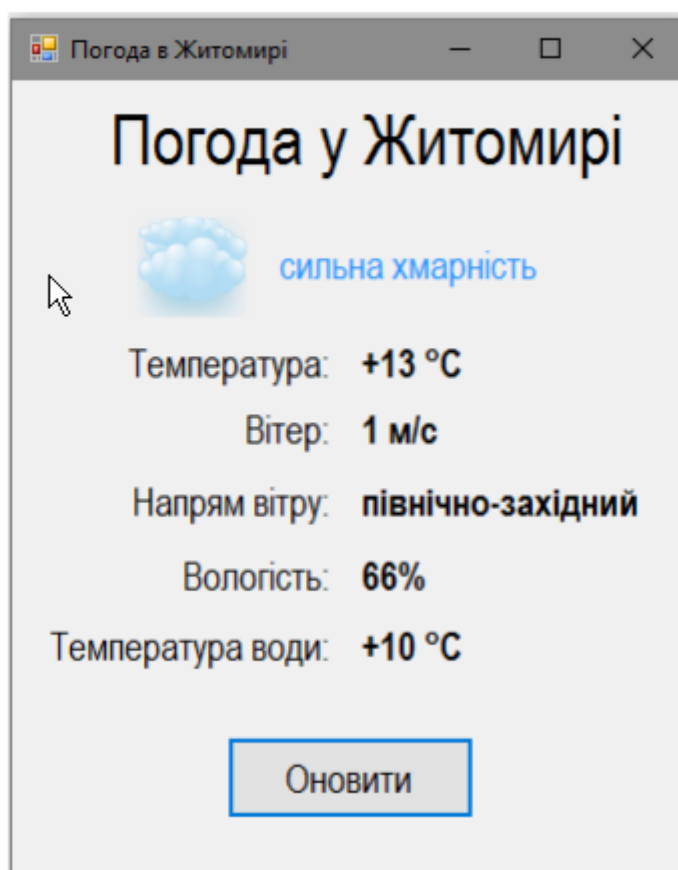 Погода в Житомирі
Погода у Житомирі
сильна хмарність
Температура: +13 °C
Вітер: 1 м/с
Напрям вітру: північно-західний
Вологість: 66%
Температура води: +10 °C
Оновити